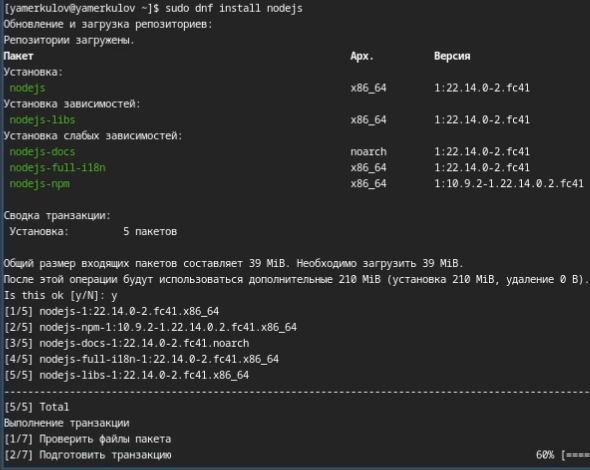 [yamerkulov@yamerkulov ~]$ sudo dnf install nodejs
Обновление и загрузка репозиториев:
Репозитории загружены.
Пакет Арх. Версия
Установка:
nodejs x86_64 1:22.14.0-2.fc41
Установка зависимостей:
nodejs-libs x86_64 1:22.14.0-2.fc41
Установка слабых зависимостей:
nodejs-docs noarch 1:22.14.0-2.fc41
nodejs-full-i18n x86_64 1:22.14.0-2.fc41
nodejs-npm x86_64 1:10.9.2-1.22.14.0.2.fc41
Сводка транзакции:
Установка: 5 пакетов
Общий размер входящих пакетов составляет 39 MiB. Необходимо загрузить 39 MiB.
После этой операции будут использоваться дополнительные 210 MiB (установка 210 MiB, удаление 0 B).
Is this ok [y/N]: y
[1/5] nodejs-1:22.14.0-2.fc41.x86_64
[2/5] nodejs-npm-1:10.9.2-1.22.14.0.2.fc41.x86_64
[3/5] nodejs-docs-1:22.14.0-2.fc41.noarch
[4/5] nodejs-full-i18n-1:22.14.0-2.fc41.x86_64
[5/5] nodejs-libs-1:22.14.0-2.fc41.x86_64
--------------------------------------------------------------------------------------------------
[5/5] Total
Выполнение транзакции
[1/7] Проверить файлы пакета
[2/7] Подготовить транзакцию 60% [====